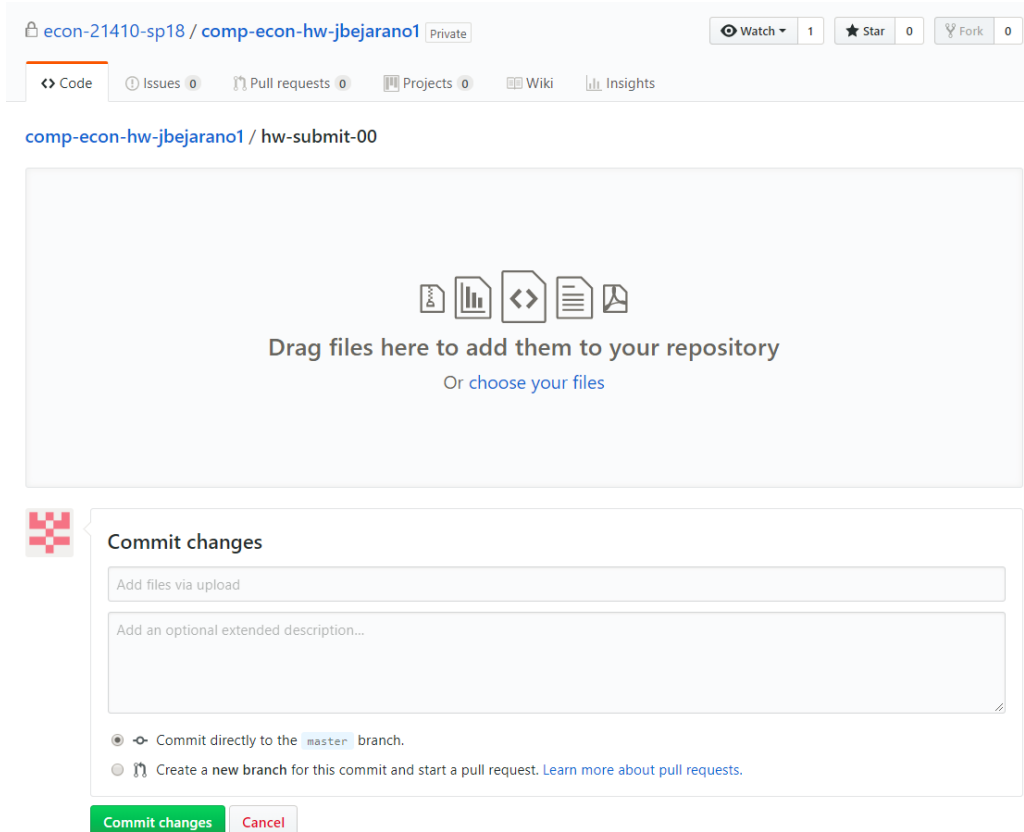 econ-21410-sp18 / comp-econ-hw-jbejarano1 Private Watch 1 Star 0 Fork 0
Code Issues 0 Pull requests 0 Projects 0 Wiki Insights
comp-econ-hw-jbejarano1 / hw-submit-00
Drag files here to add them to your repository
Or choose your files
Commit changes
Add files via upload
Add an optional extended description...
Commit directly to the master branch.
Create a new branch for this commit and start a pull request. Learn more about pull requests.
Commit changes Cancel